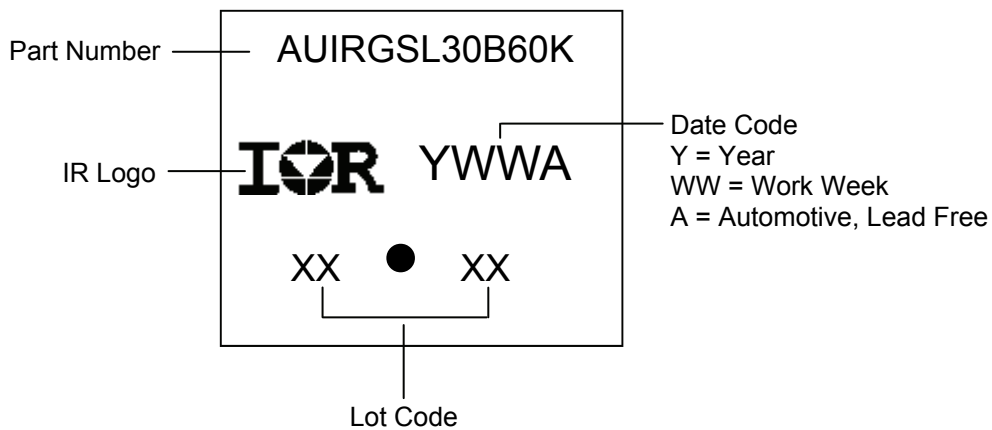 Part Number
AUIRGSL30B60K
IR Logo
IOR
YWWA
Date Code
Y = Year
WW = Work Week
A = Automotive, Lead Free
XX
XX
Lot Code